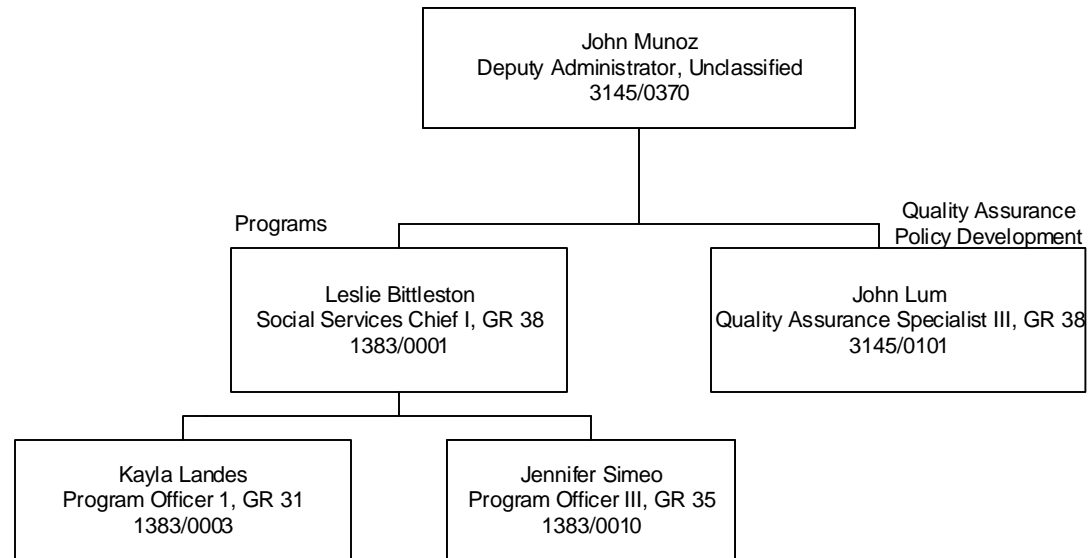 John Munoz
Deputy Administrator, Unclassified
3145/0370
Programs
Quality Assurance
Policy Development
Leslie Bittleston
Social Services Chief I, GR 38
1383/0001
John Lum
Quality Assurance Specialist III, GR 38
3145/0101
Kayla Landes
Program Officer 1, GR 31
1383/0003
Jennifer Simeo
Program Officer III, GR 35
1383/0010